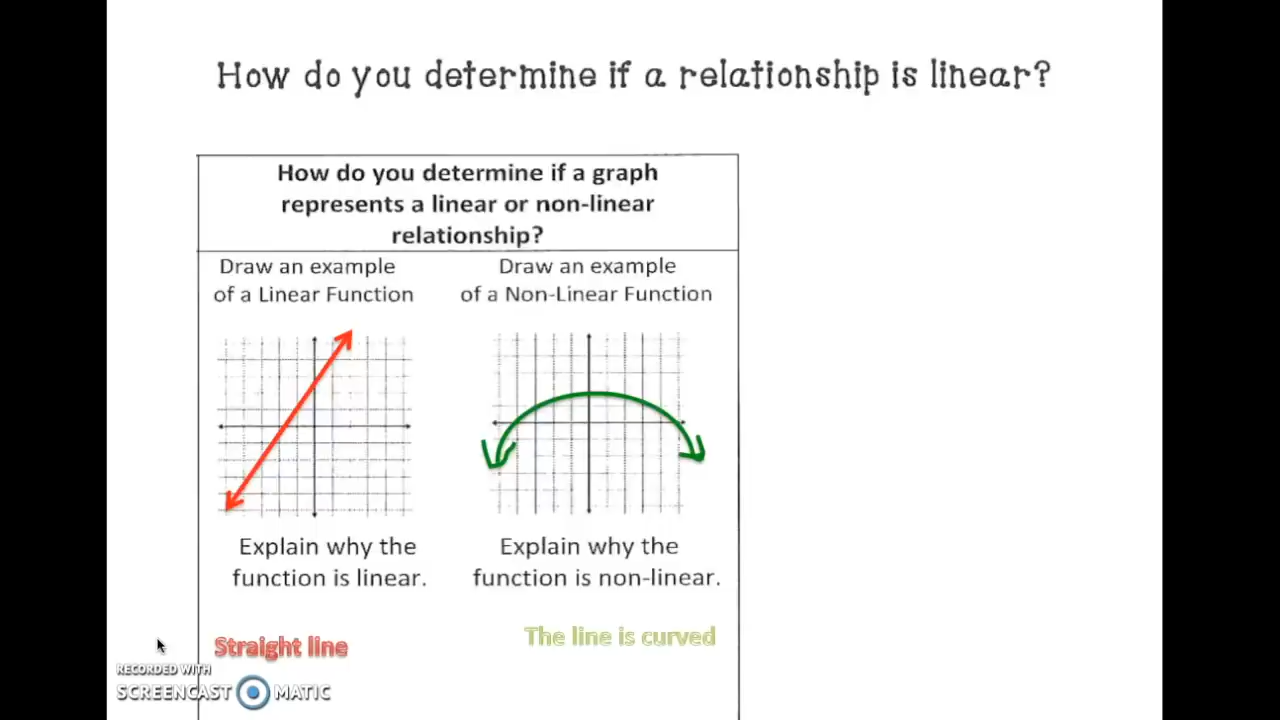 How do you determine if a relationship is linear?
How do you determine if a graph
represents a linear or non-linear
relationship?
Draw an example
of a Linear Function
Draw an example
of a Non-Linear Function
Explain why the
function is linear.
Explain why the
function is non-linear.
Straight line
The line is curved
RECORDED WITH
SCREENCAST MATIC